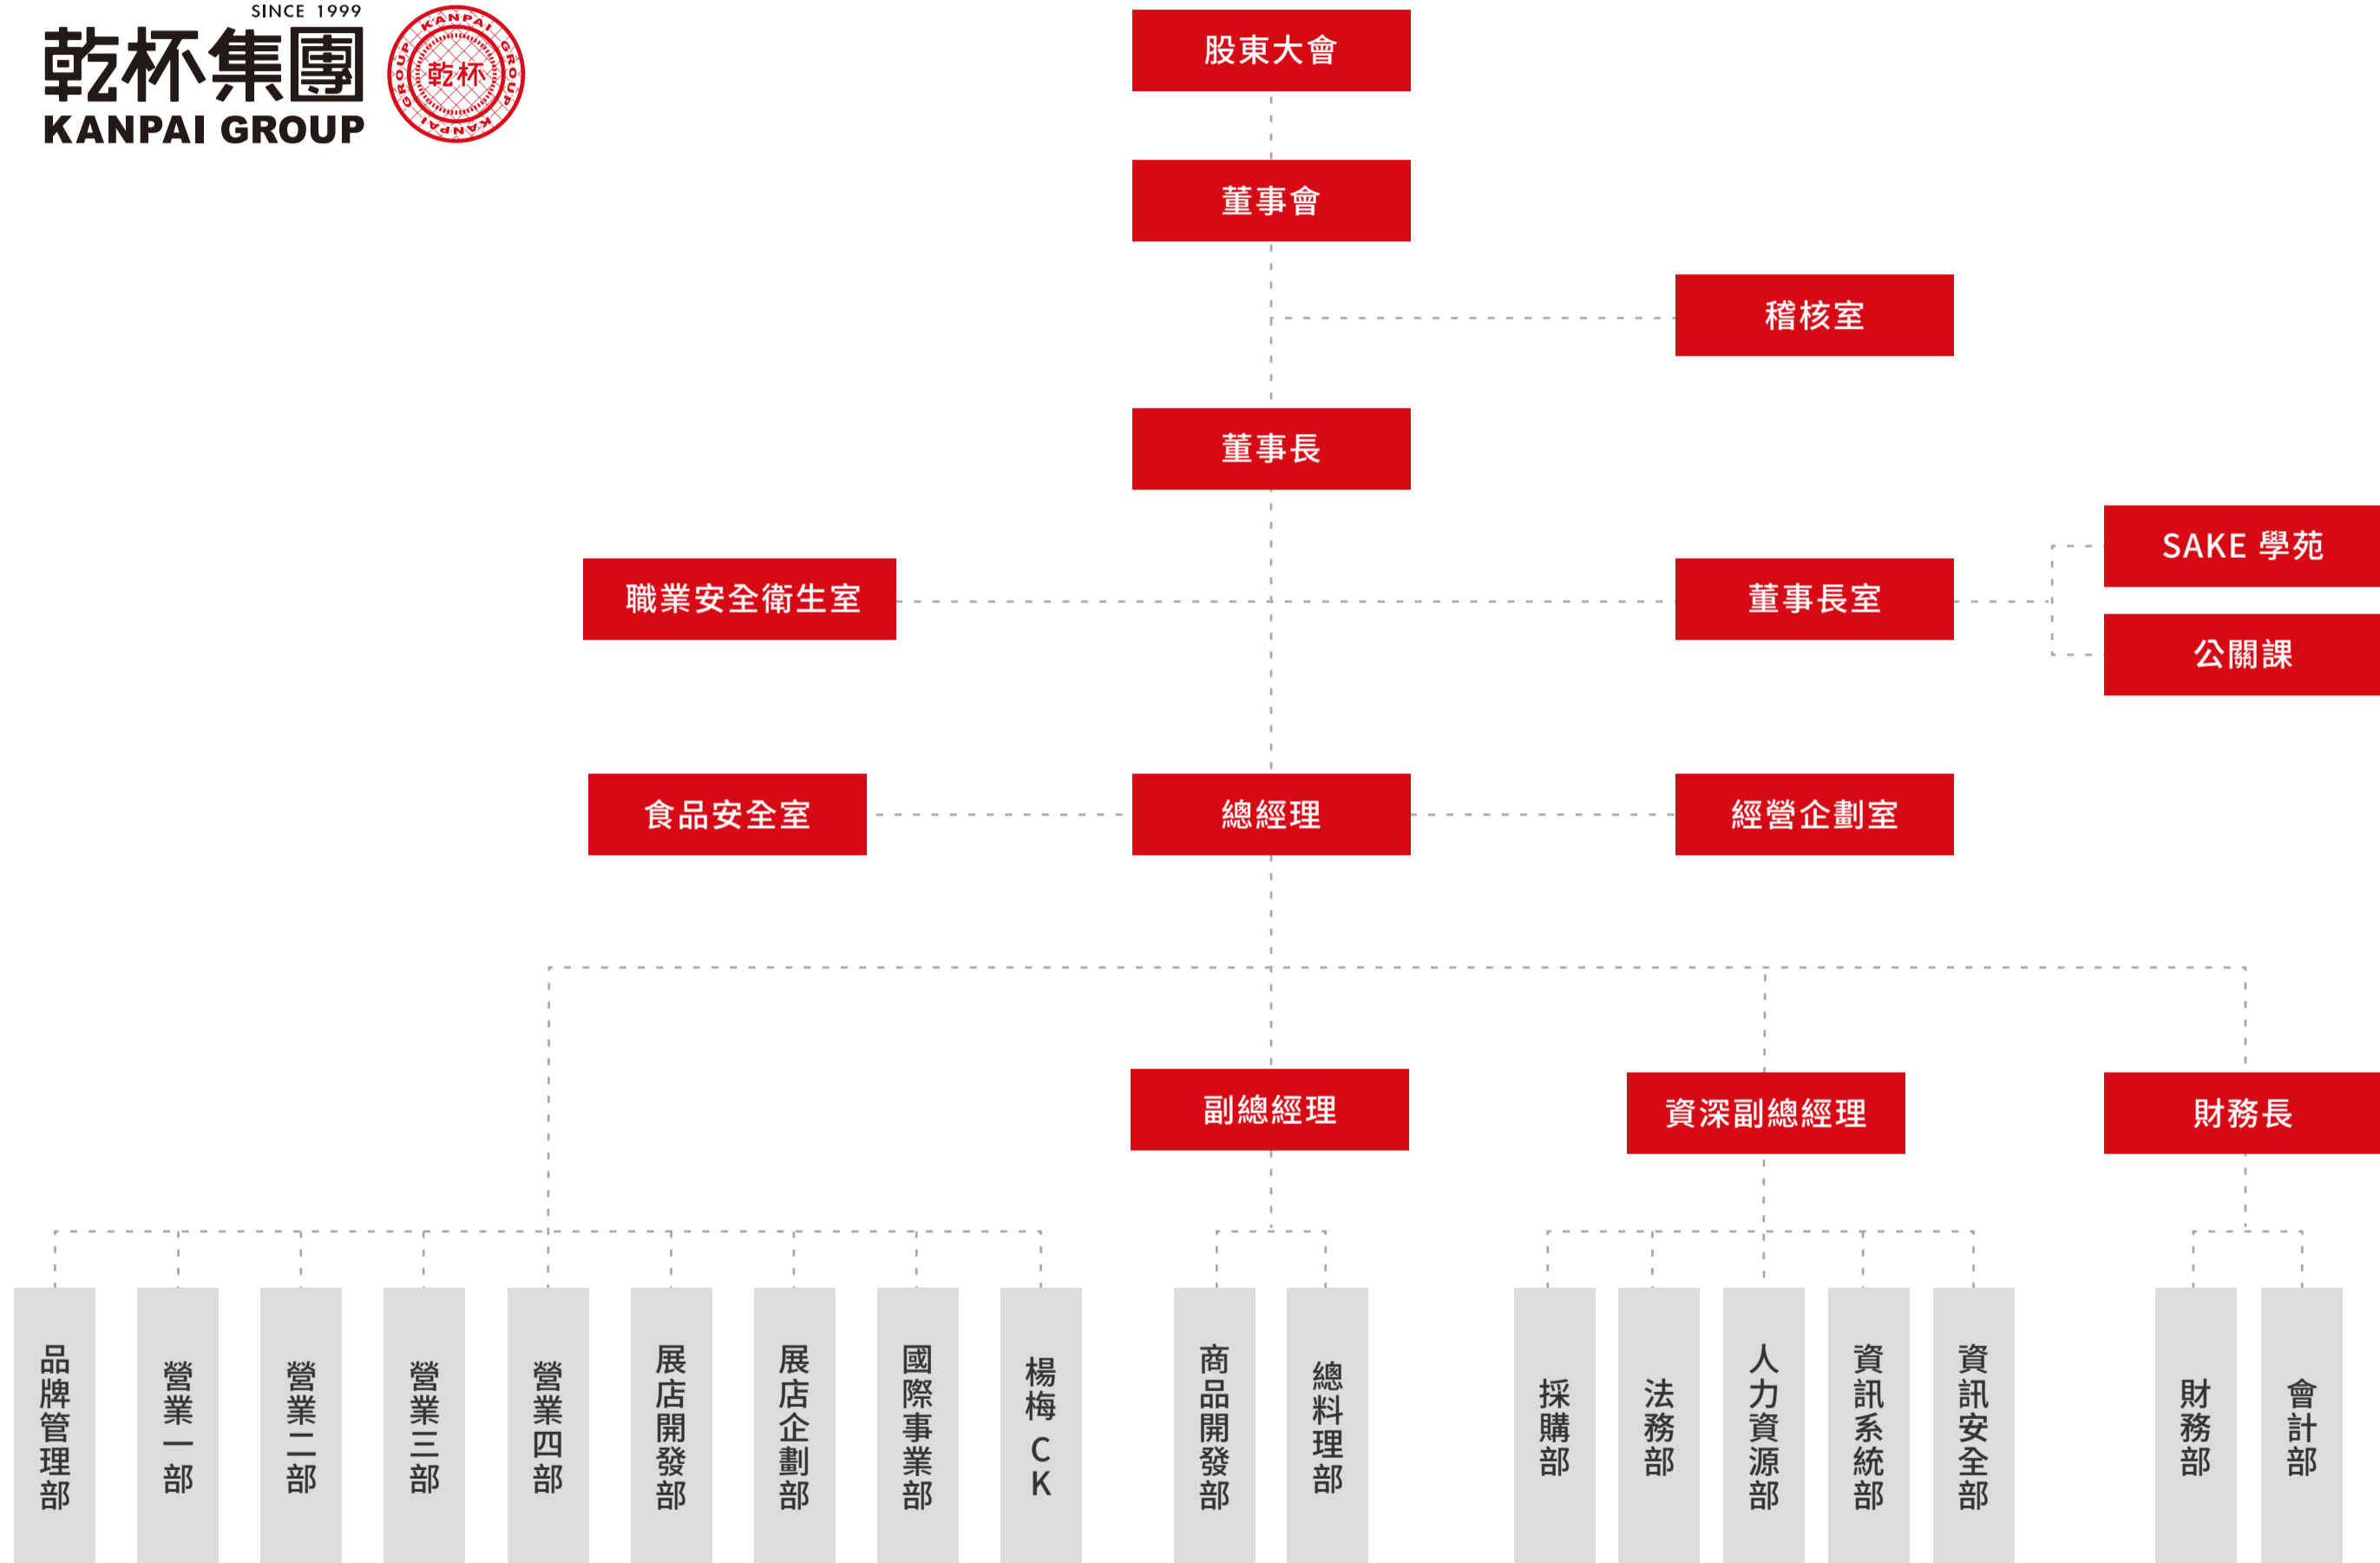 SINCE 1999
乾杯集團
KANPAI GROUP
KANPAI
GROUP
KANPAI
GROUP
乾杯
股東大會
董事會
稽核室
董事長
SAKE 學苑
職業安全衛生室
董事長室
公關課
食品安全室
總經理
經營企劃室
副總經理
資深副總經理
財務長
品牌管理部
營業一部
營業二部
營業三部
營業四部
展店開發部
展店企劃部
國際事業部
楊梅CK
商品開發部
總料理部
採購部
法務部
人力資源部
資訊系統部
資訊安全部
財務部
會計部